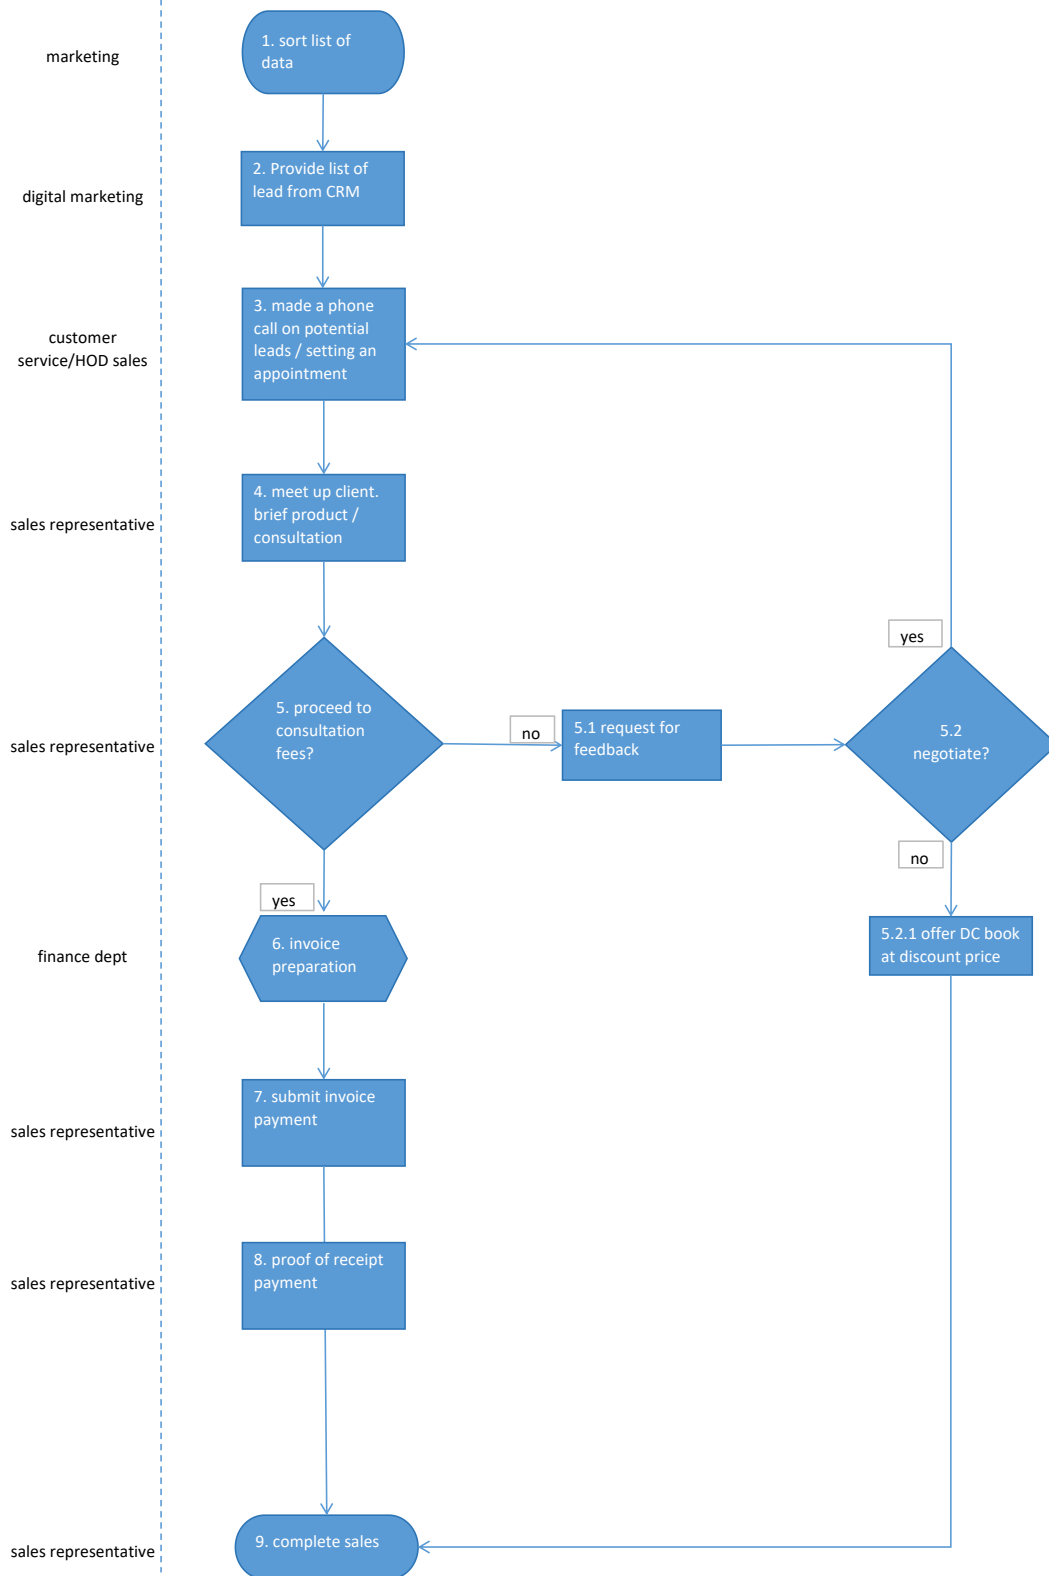 marketing
1. sort list of
data
digital marketing
2. Provide list of
lead from CRM
customer
service/HOD sales
3. made a phone
call on potential
leads / setting an
appointment
sales representative
4. meet up client.
brief product /
consultation
yes
sales representative
5. proceed to
consultation
fees?
no
5.1 request for
feedback
5.2
negotiate?
no
yes
finance dept
6. invoice
preparation
5.2.1 offer DC book
at discount price
sales representative
7. submit invoice
payment
sales representative
8. proof of receipt
payment
sales representative
9. complete sales